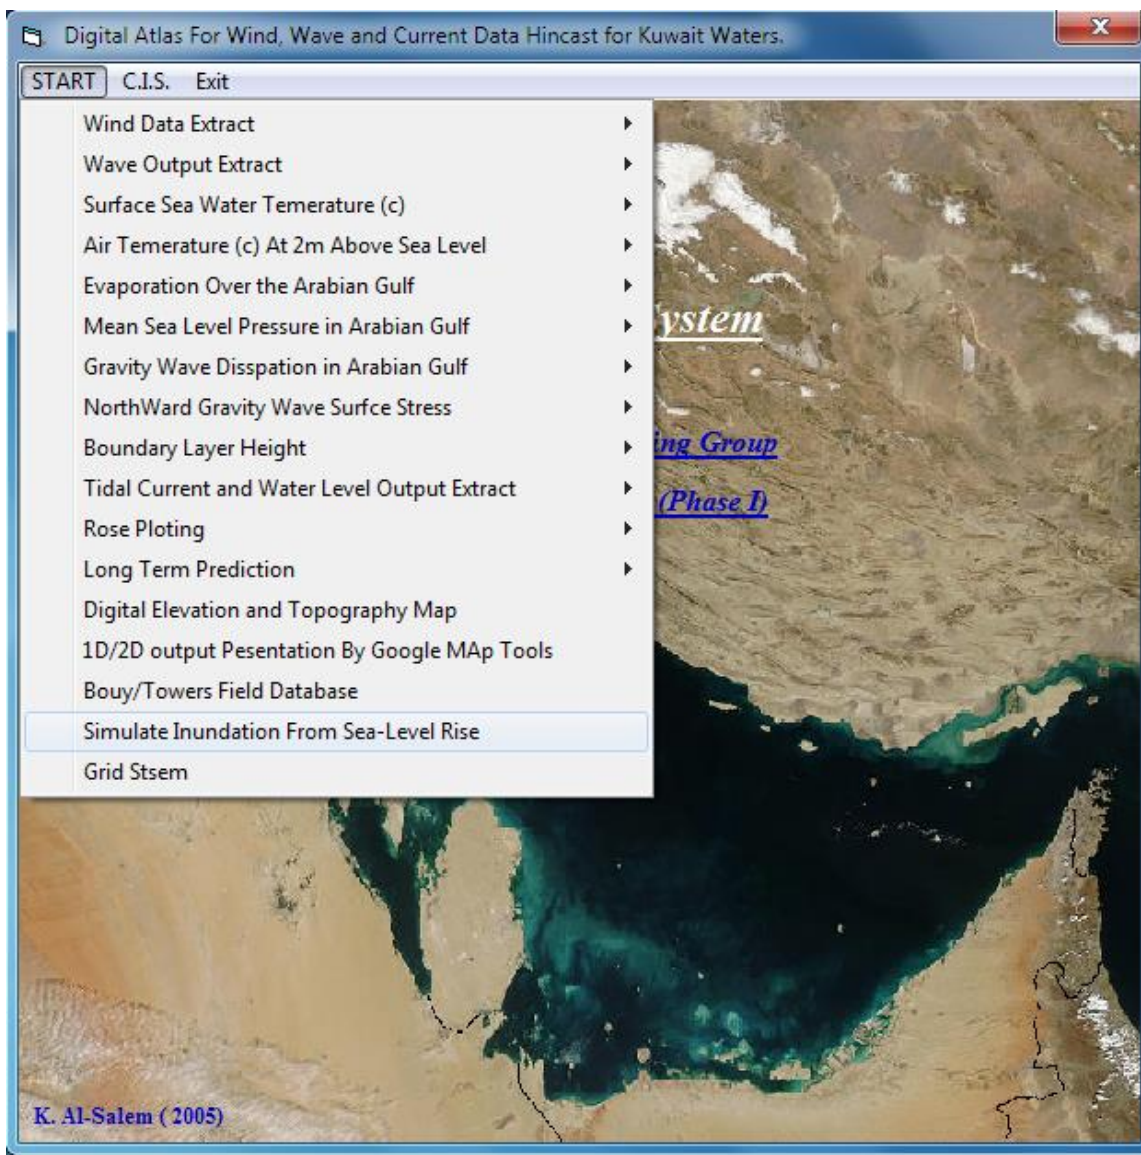 Digital Atlas For Wind, Wave and Current Data Hincast for Kuwait Waters.
START C.I.S. Exit
Wind Data Extract
Wave Output Extract
Surface Sea Water Temerature (c)
Air Temerature (c) At 2m Above Sea Level
Evaporation Over the Arabian Gulf
Mean Sea Level Pressure in Arabian Gulf
ystem
Gravity Wave Disspation in Arabian Gulf
NorthWard Gravity Wave Surfce Stress
Boundary Layer Height
ing Group
Tidal Current and Water Level Output Extract
(Phase I)
Rose Ploting
Long Term Prediction
Digital Elevation and Topography Map
1D/2D output Pesentation By Google MAp Tools
Bouy/Towers Field Database
Simulate Inundation From Sea-Level Rise
Grid Stsem
K. Al-Salem ( 2005)